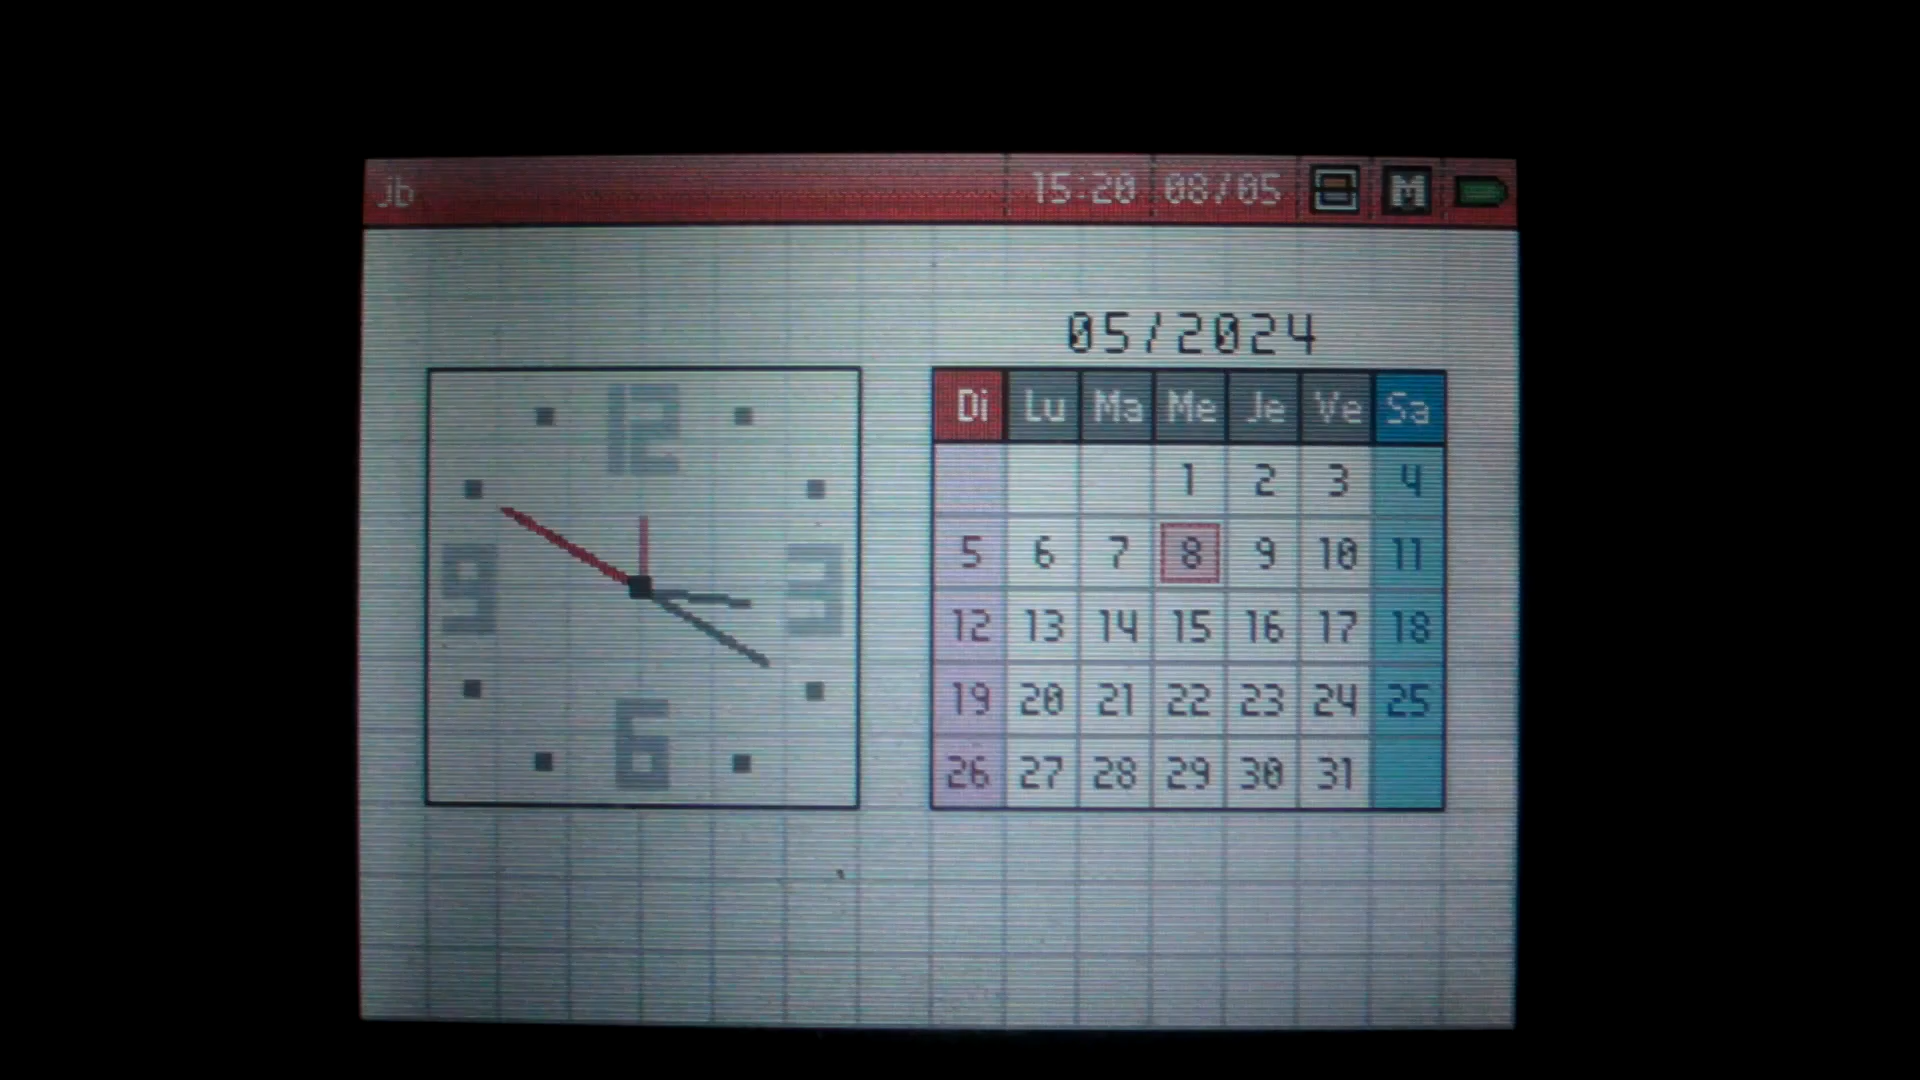 jb 15:20 08/05 M
05/2024
12
9 3
6
Di Lu Ma Me Je Ve Sa
1 2 3 4
5 6 7 8 9 10 11
12 13 14 15 16 17 18
19 20 21 22 23 24 25
26 27 28 29 30 31